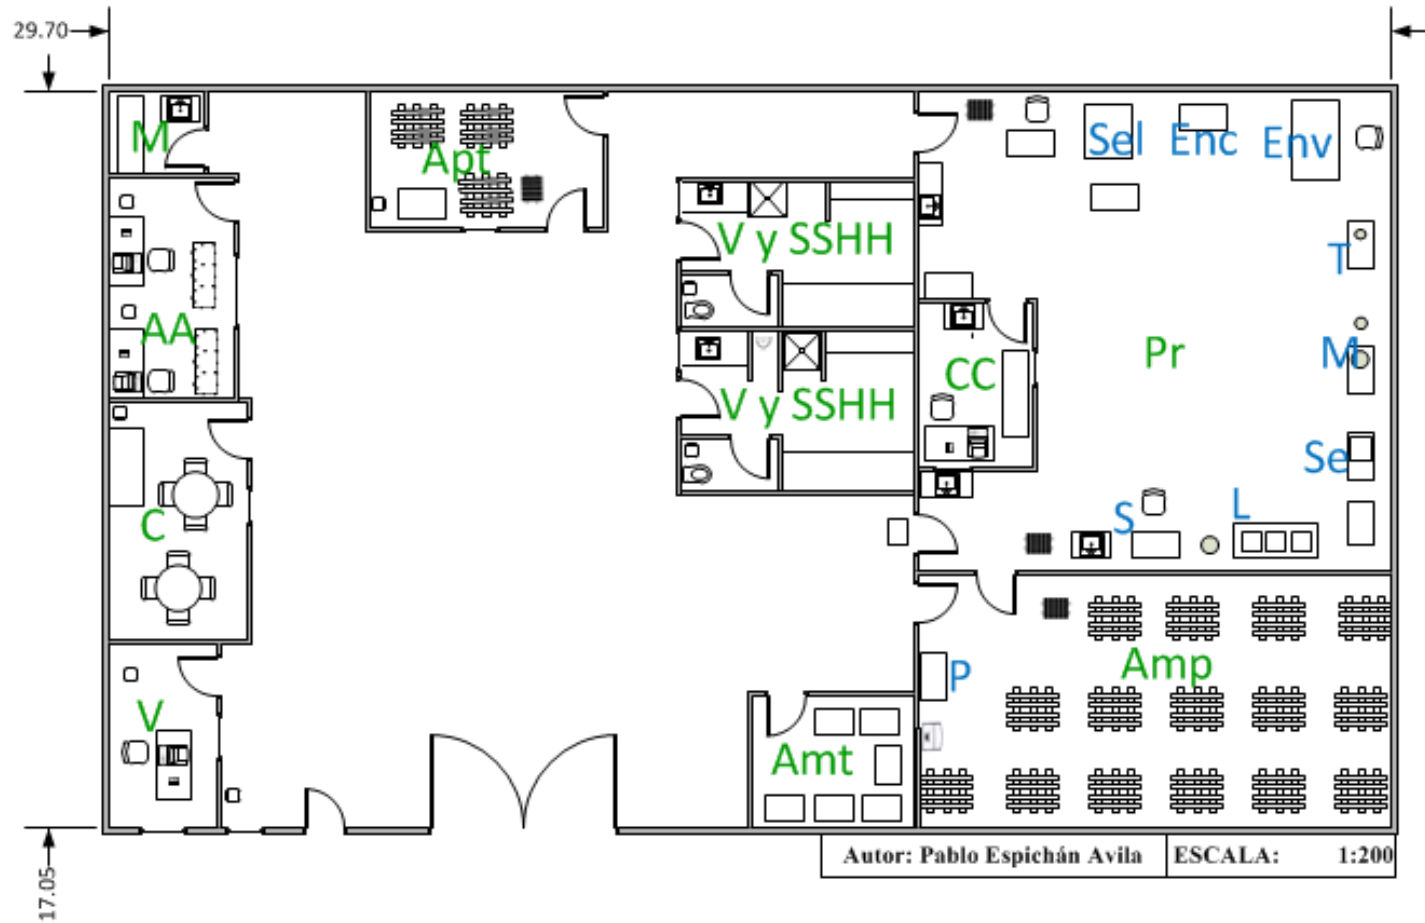 29.70
M
Apt
Sel Enc Env
V y SSHH
T
AA
Pr
M
CC
V y SSHH
Se
C
S
L
Amp
P
V
Amt
17.05
Autor: Pablo Espichán Avila
ESCALA: 1:200